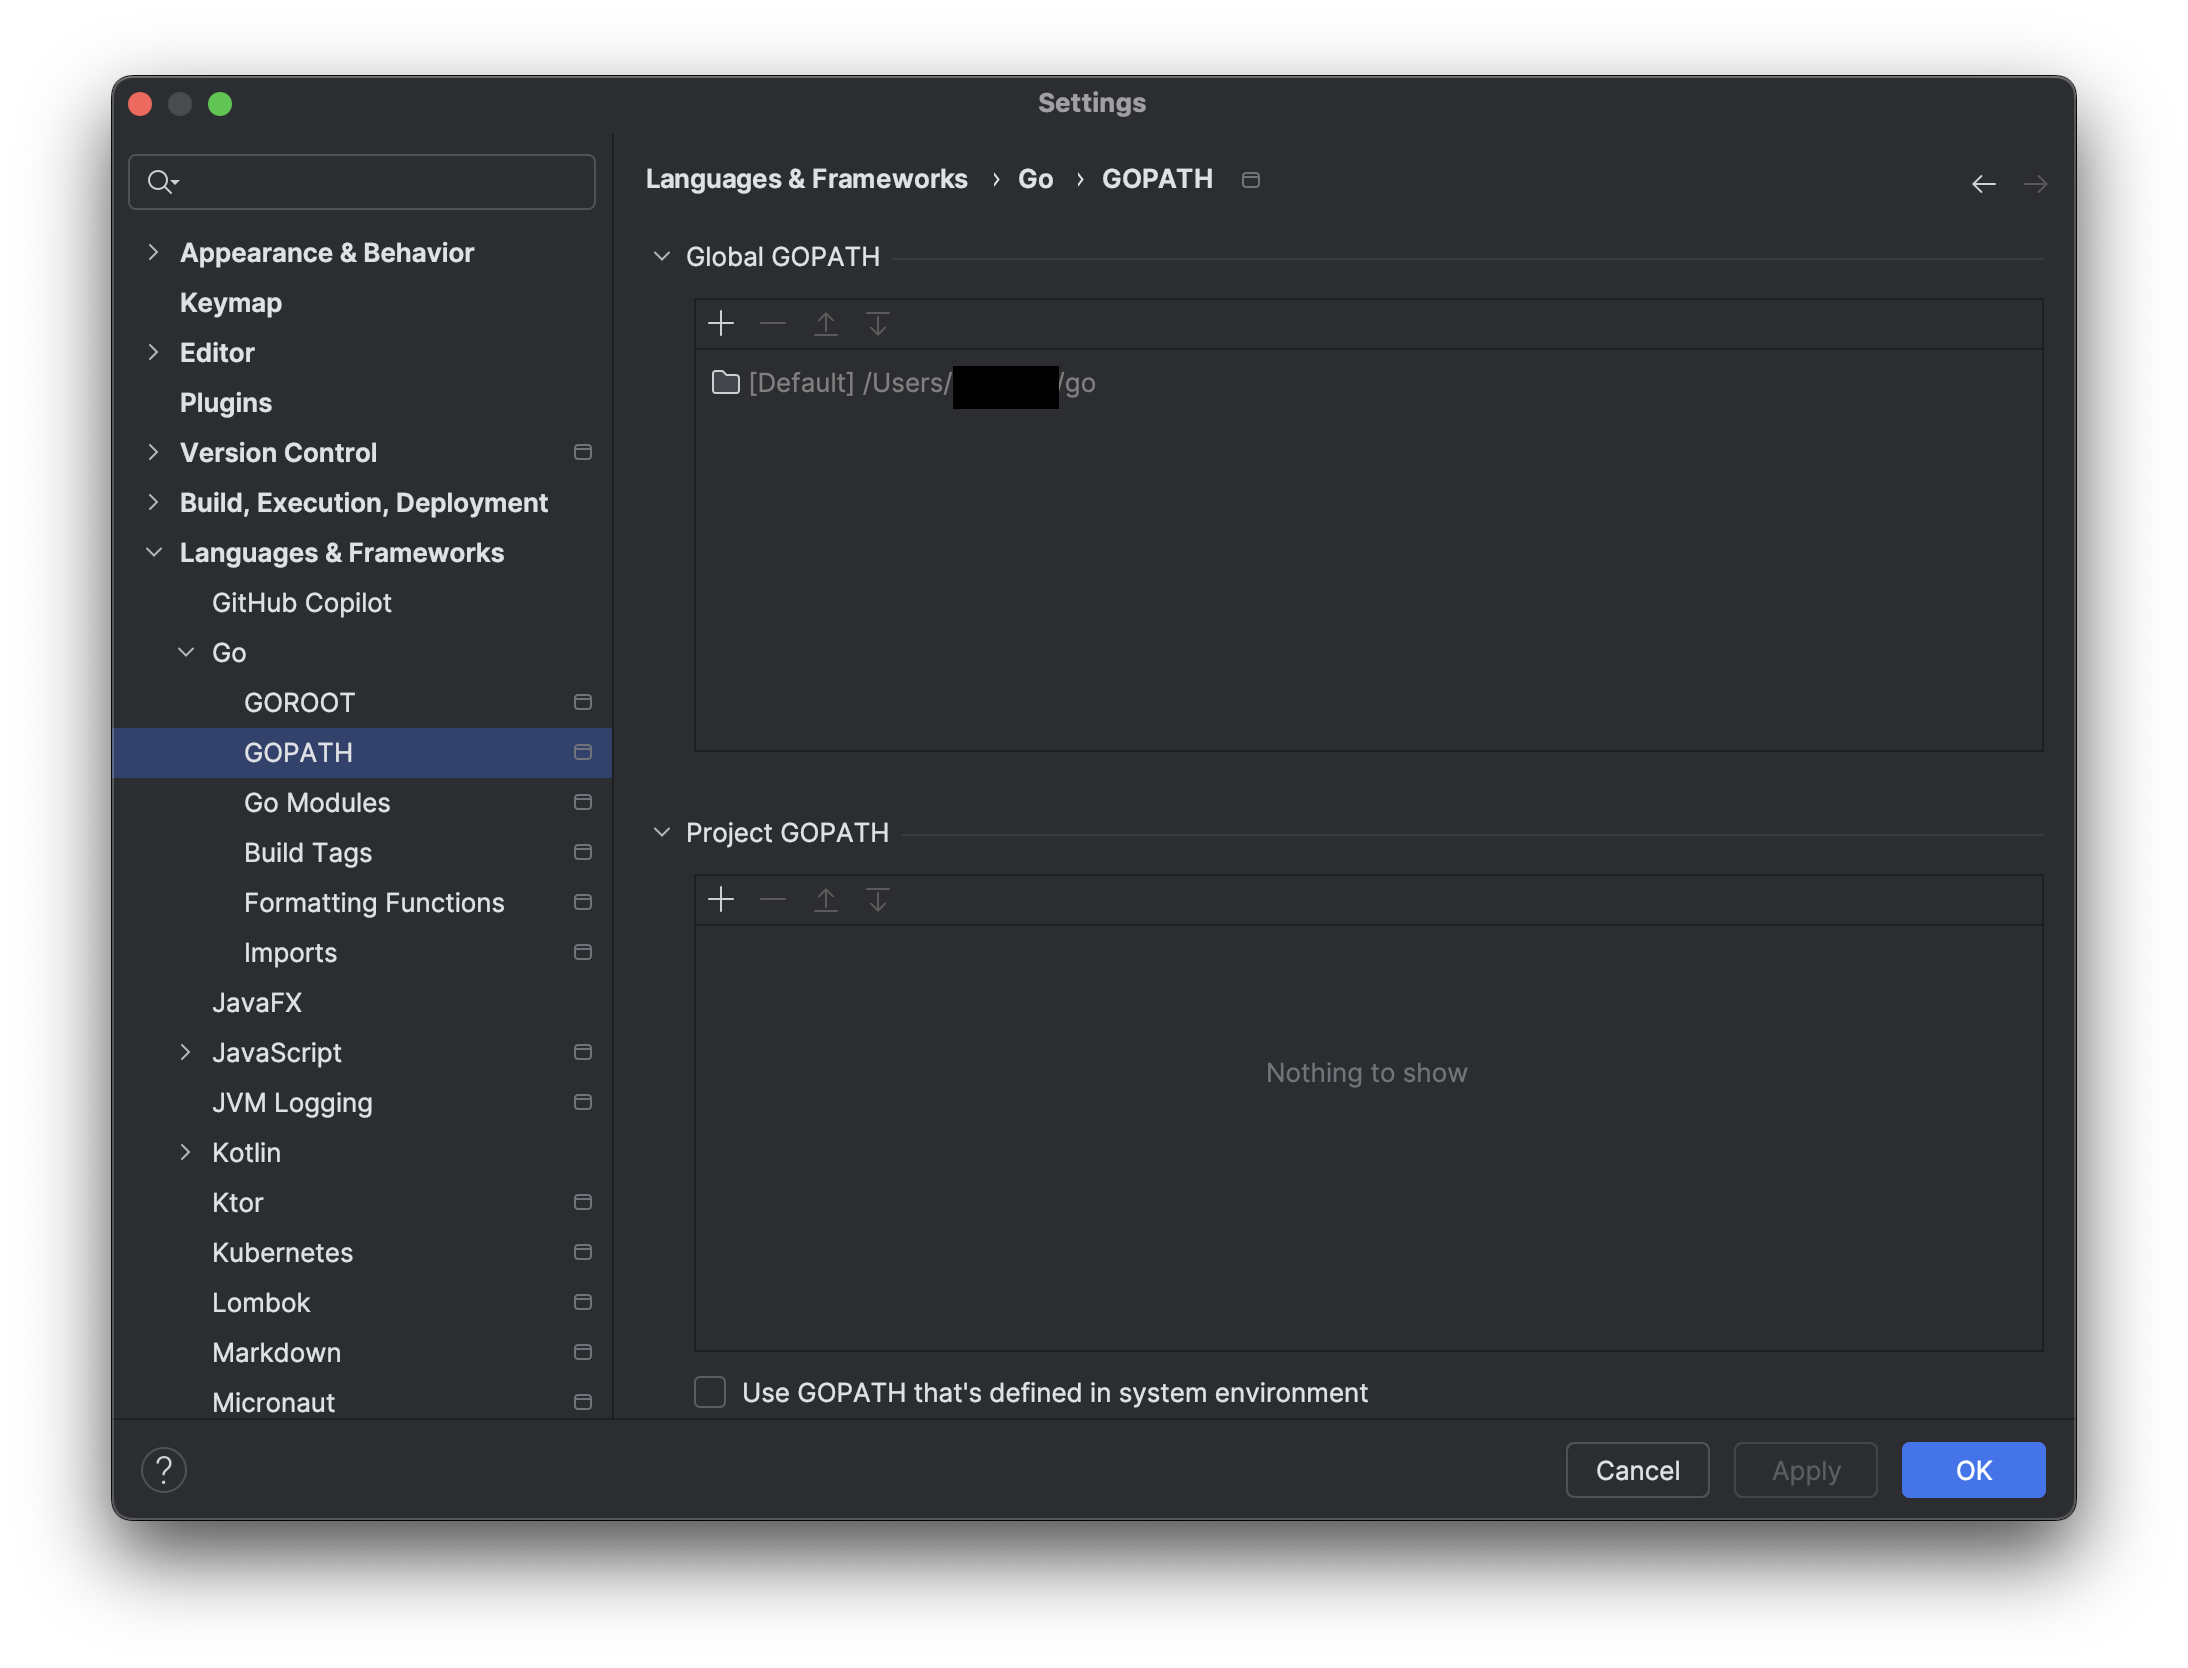 Settings
Appearance & Behavior
Keymap
Editor
Plugins
Version Control
Build, Execution, Deployment
Languages & Frameworks
GitHub Copilot
Go
GOROOT
GOPATH
Go Modules
Build Tags
Formatting Functions
Imports
JavaFX
JavaScript
JVM Logging
Kotlin
Ktor
Kubernetes
Lombok
Markdown
Micronaut
Languages & Frameworks › Go › GOPATH
Global GOPATH
[Default] /Users/ /go
Project GOPATH
Nothing to show
Use GOPATH that's defined in system environment
?
Cancel
Apply
OK